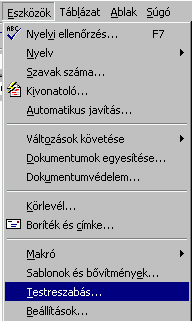 Eszközök Táblázat Ablak Súgó
ABC Nyelvi ellenőrzés... F7
Nyelv
Szavak száma...
Kivonatoló...
Automatikus javítás...
Változások követése
Dokumentumok egyesítése...
Dokumentumvédelem...
Körlevél...
Boríték és címke...
Makró
Sablonok és bővítmények...
Testreszabás...
Beállítások...